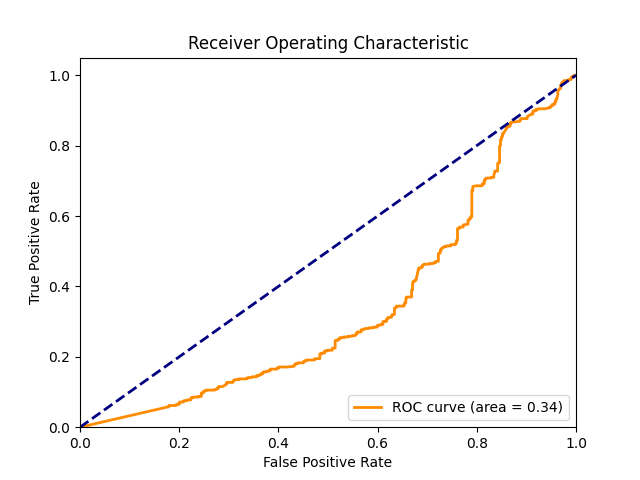 Receiver Operating Characteristic
True Positive Rate
1.0
0.8
0.6
0.4
0.2
0.0
ROC curve (area = 0.34)
0.0 0.2 0.4 0.6 0.8 1.0
False Positive Rate